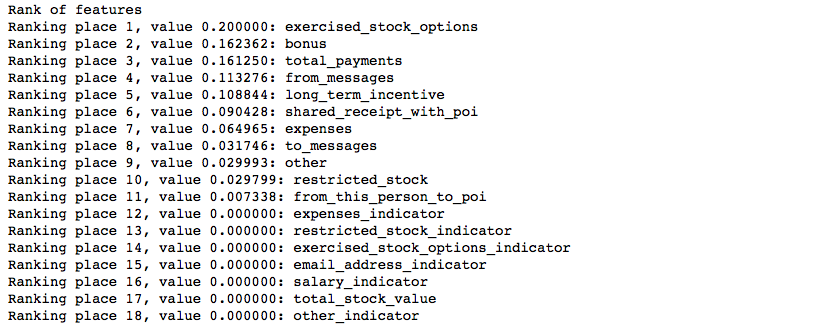 Rank of features
Ranking place 1, value 0.200000: exercised_stock_options
Ranking place 2, value 0.162362: bonus
Ranking place 3, value 0.161250: total_payments
Ranking place 4, value 0.113276: from_messages
Ranking place 5, value 0.108844: long_term_incentive
Ranking place 6, value 0.090428: shared_receipt_with_poi
Ranking place 7, value 0.064965: expenses
Ranking place 8, value 0.031746: to_messages
Ranking place 9, value 0.029993: other
Ranking place 10, value 0.029799: restricted_stock
Ranking place 11, value 0.007338: from_this_person_to_poi
Ranking place 12, value 0.000000: expenses_indicator
Ranking place 13, value 0.000000: restricted_stock_indicator
Ranking place 14, value 0.000000: exercised_stock_options_indicator
Ranking place 15, value 0.000000: email_address_indicator
Ranking place 16, value 0.000000: salary_indicator
Ranking place 17, value 0.000000: total_stock_value
Ranking place 18, value 0.000000: other_indicator